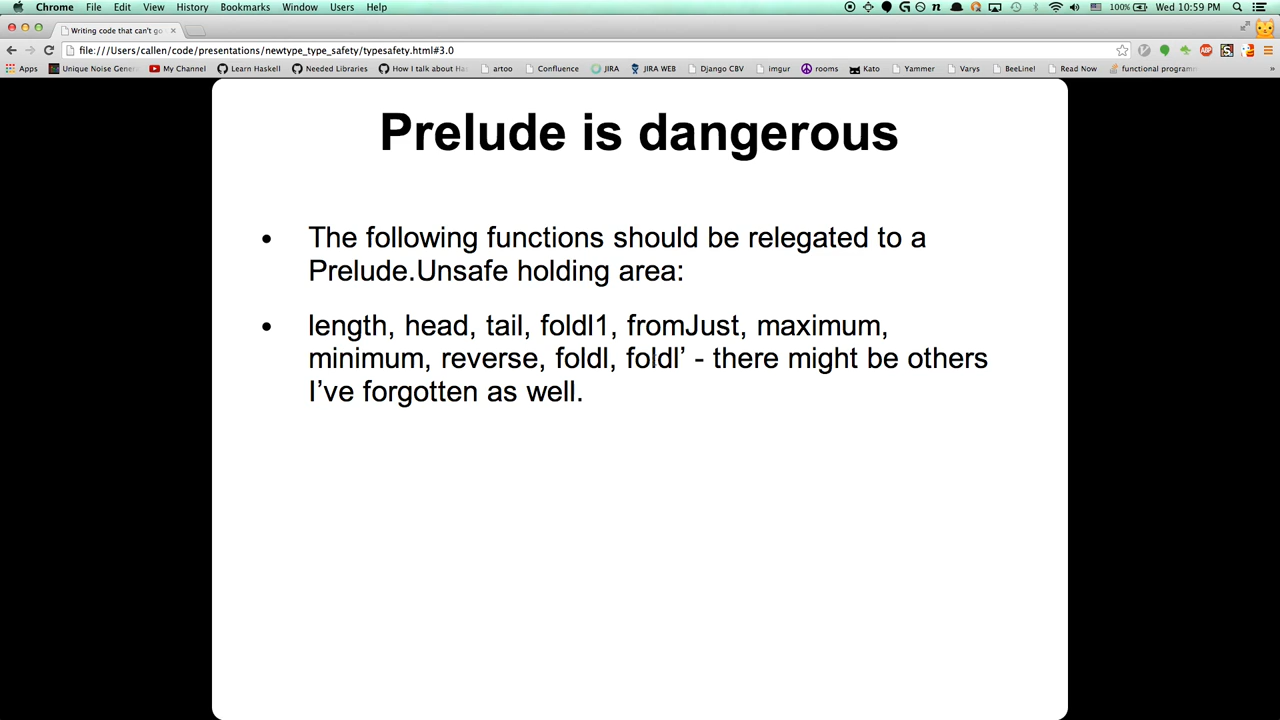 Chrome File Edit View History Bookmarks Window Users Help 100% Wed 10:59 PM
Writing code that can't go
file:///Users/callen/code/presentations/newtype_type_safety/typesafety.html#3.0
Apps Unique Noise Gener My Channel Learn Haskell Needed Libraries How I talk about Ha artoo Confluence JIRA JIRA WEB Django CBV imgur rooms Kato Yammer Varys BeeLine! Read Now functional programm »
Prelude is dangerous
• The following functions should be relegated to a
Prelude.Unsafe holding area:
• length, head, tail, foldl1, fromJust, maximum,
minimum, reverse, foldl, foldl’ - there might be others
I’ve forgotten as well.